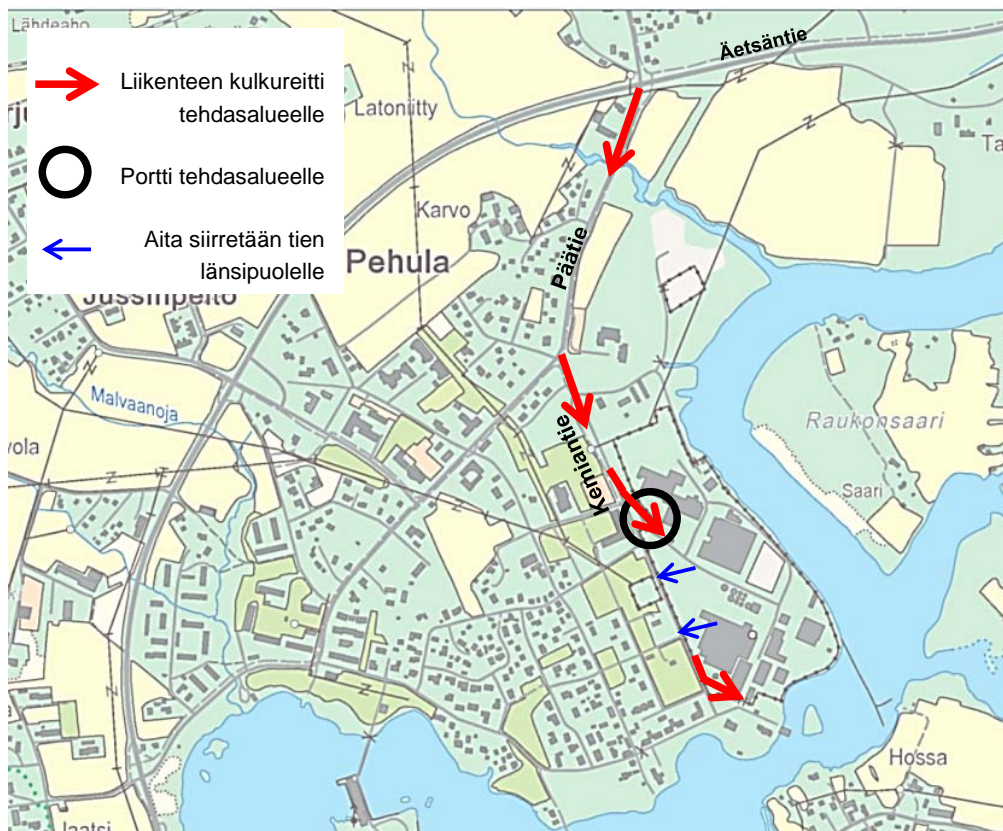 Lähdeaho
Äetsäntie
Liikenteen kulkureitti
tehdasalueelle
Latoniitty
Portti tehdasalueelle
Karvo
Aita siirretään tien
länsipuolelle
Pehula
Päätie
Jussinpelto
Malvaanoja
Raukonsaari
Kemiantie
Saari
Hossa